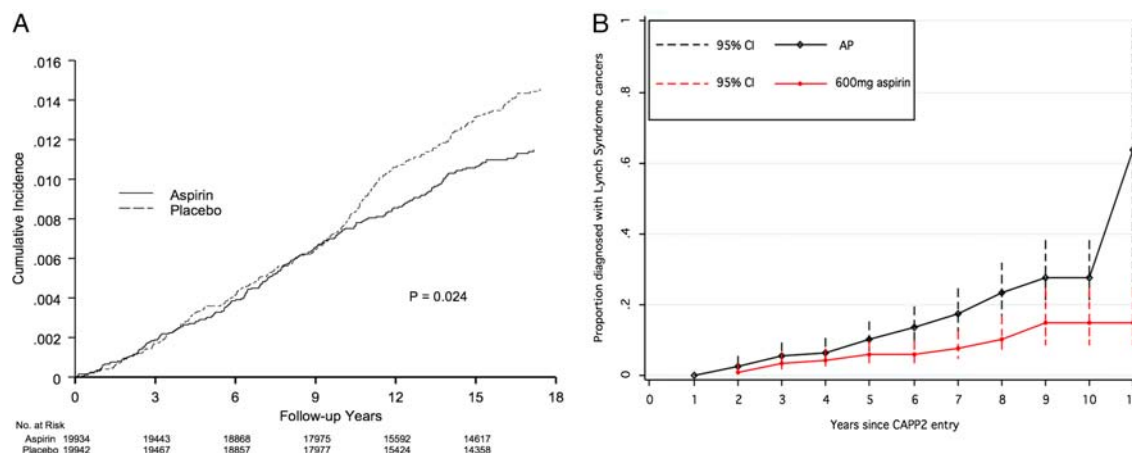 A
.016
.014
.012
.010
.008
.006
.004
.002
0
Cumulative Incidence
Aspirin
Placebo
P = 0.024
0 3 6 9 12 15 18
Follow-up Years
No. at Risk
Aspirin 19934 19443 18868 17975 15592 14617
Placebo 19942 19467 18857 17977 15424 14358
B
Proportion diagnosed with Lynch Syndrome cancers
1
.8
.6
.4
.2
0
95% CI AP
95% CI 600mg aspirin
0 1 2 3 4 5 6 7 8 9 10
Years since CAPP2 entry